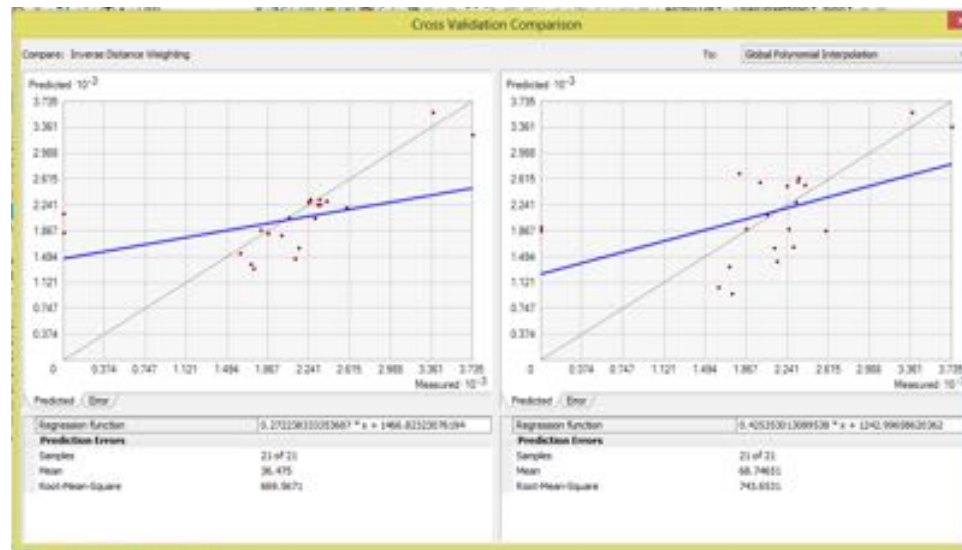 Cross Validation Comparison
Compare: Inverse Distance Weighting
To: Global Polynomial Interpolation
Predicted 10-3
3.735
3.361
2.988
2.615
2.241
1.867
1.494
1.121
0.747
0.374
0 0.374 0.747 1.121 1.494 1.867 2.241 2.615 2.988 3.361 3.735
Measured 10-3
Predicted Error
Regression function
Prediction Errors
Samples 21 of 21
Mean 36.475
Root-Mean-Square
Predicted 10-3
3.735
3.361
2.988
2.615
2.241
1.867
1.494
1.121
0.747
0.374
0 0.374 0.747 1.121 1.494 1.867 2.241 2.615 2.988 3.361 3.735
Measured 10-3
Predicted Error
Regression function
Prediction Errors
Samples 21 of 21
Mean 68.74651
Root-Mean-Square 743.6531